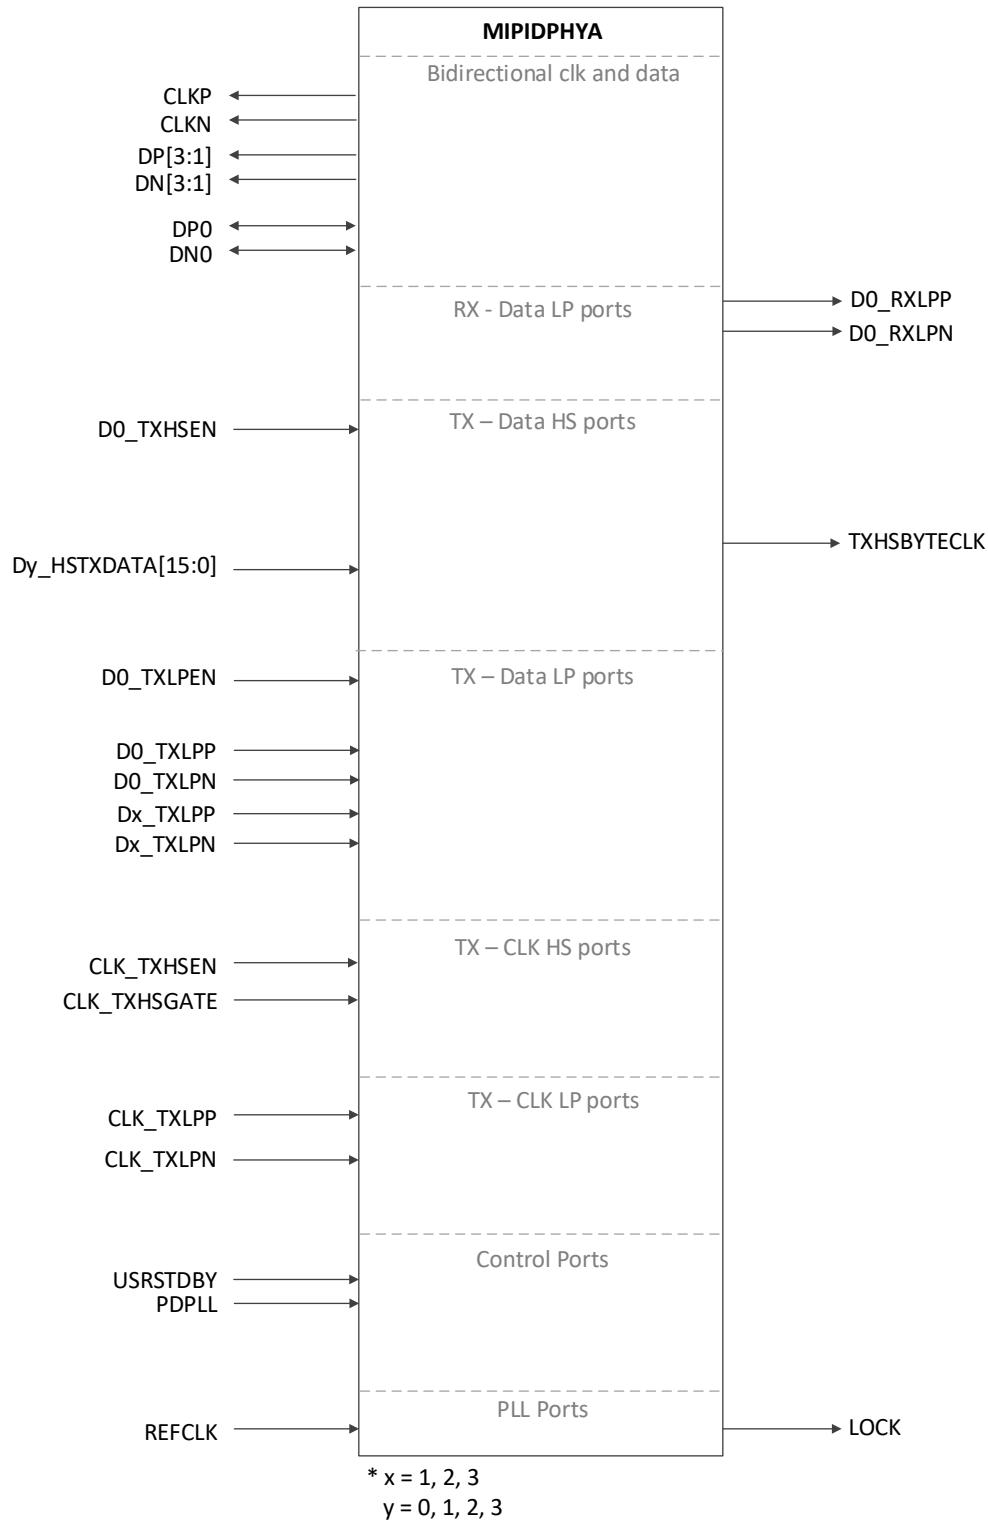 MIPIDPHYA
Bidirectional clk and data
CLKP
CLKN
DP[3:1]
DN[3:1]
DP0
DN0
RX - Data LP ports
D0_RXLPP
D0_RXLPN
TX – Data HS ports
D0_TXHSEN
TXHSBYTECLK
Dy_HSTXDATA[15:0]
TX – Data LP ports
D0_TXLPEN
D0_TXLPP
D0_TXLPN
Dx_TXLPP
Dx_TXLPN
TX – CLK HS ports
CLK_TXHSEN
CLK_TXHSGATE
TX – CLK LP ports
CLK_TXLPP
CLK_TXLPN
Control Ports
USRSTDBY
PDPLL
PLL Ports
REFCLK
LOCK
* x = 1, 2, 3
y = 0, 1, 2, 3